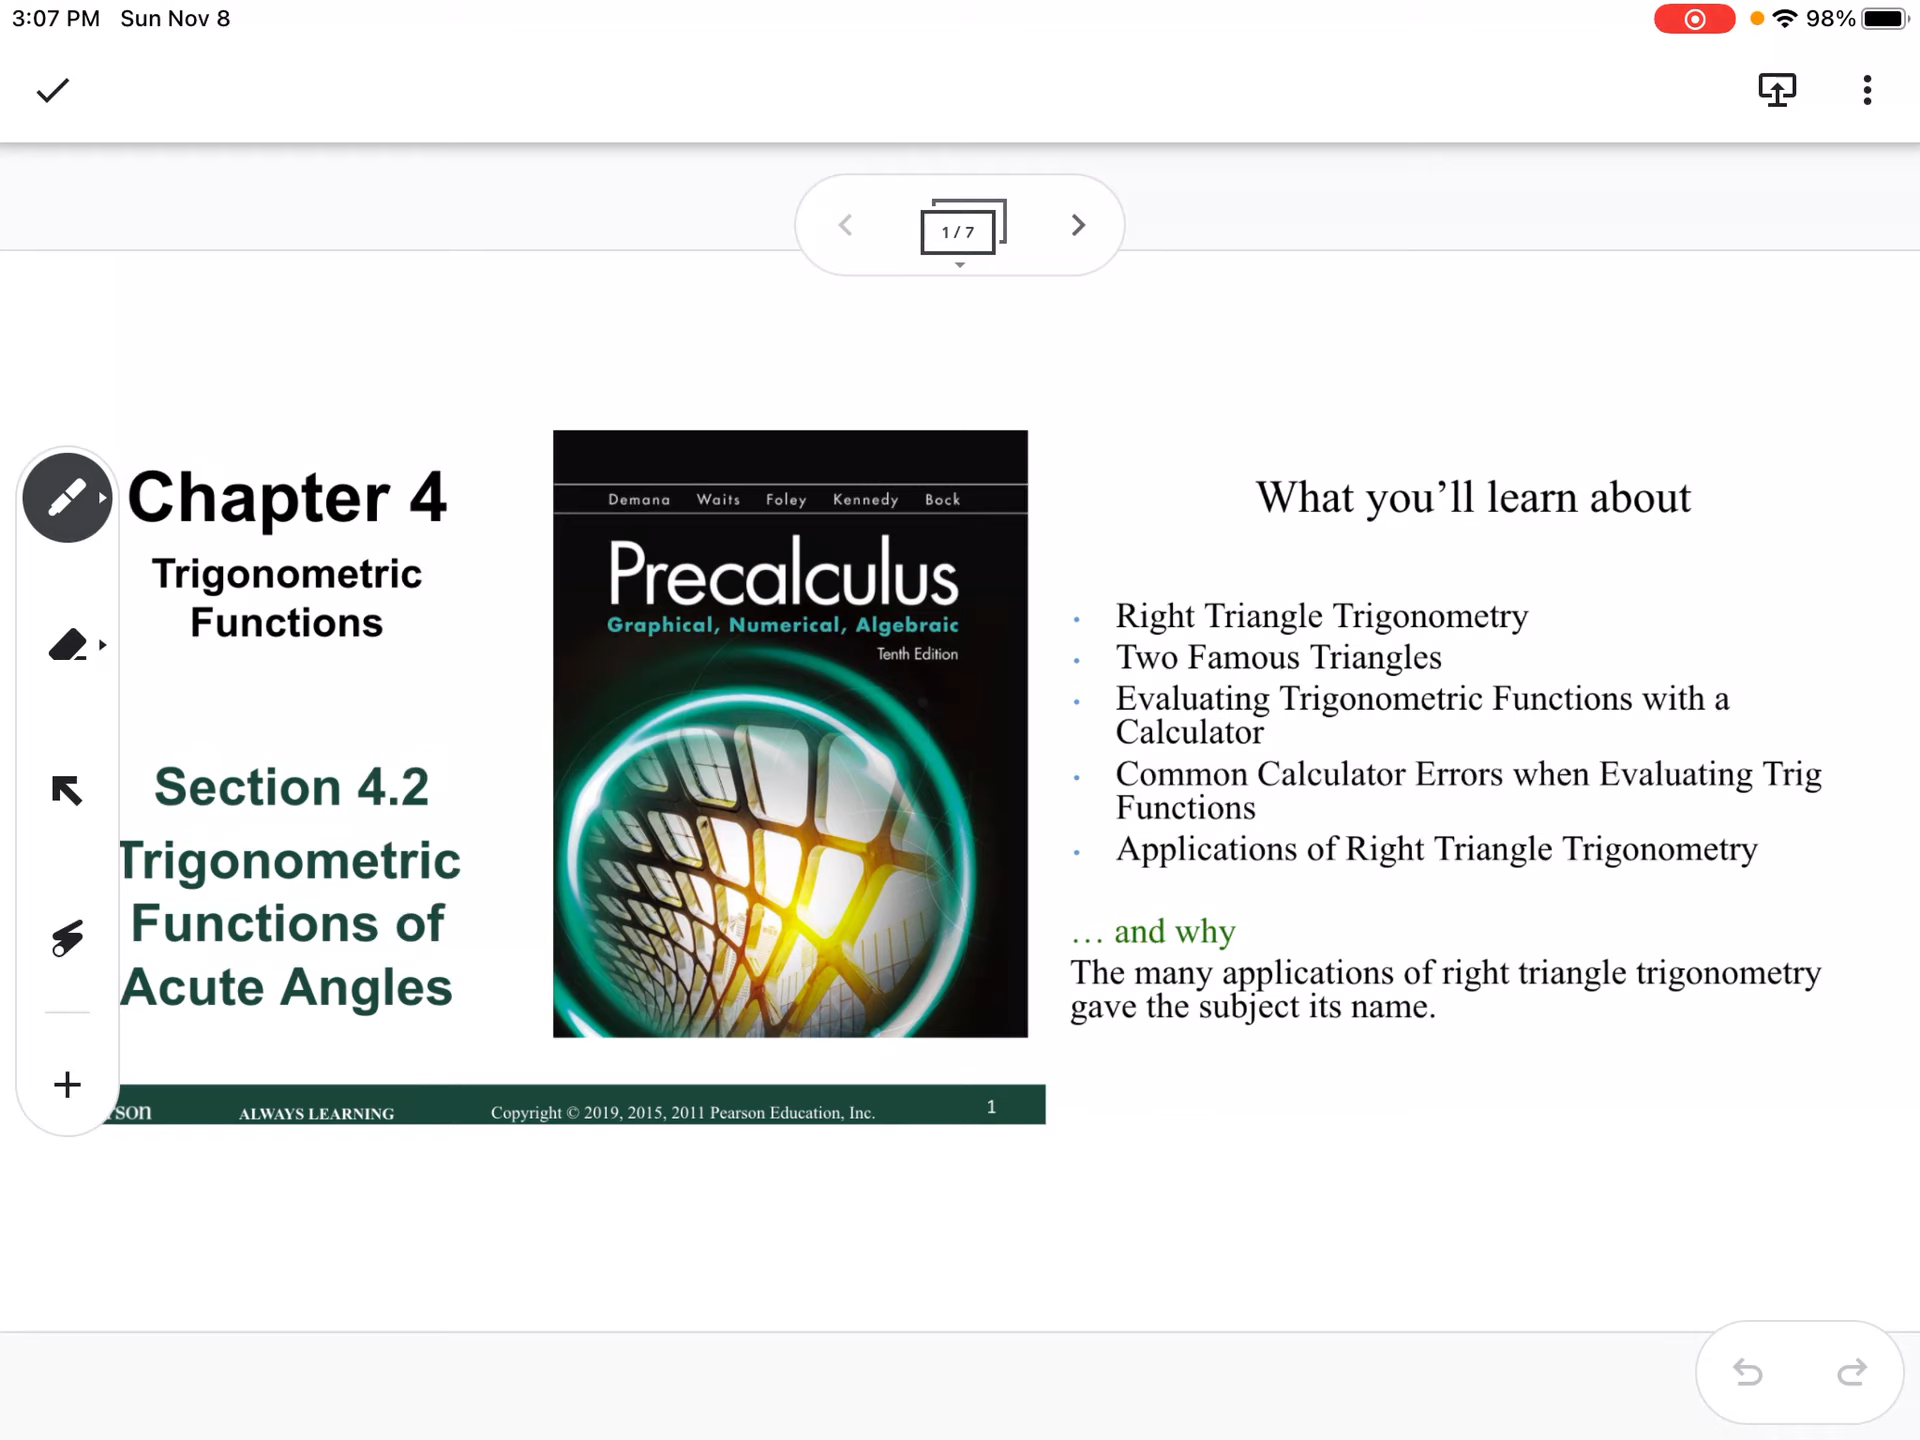 3:07 PM Sun Nov 8
98%
1 / 7
Chapter 4
Trigonometric
Functions
Section 4.2
Trigonometric
Functions of
Acute Angles
Demana Waits Foley Kennedy Bock
Precalculus
Graphical, Numerical, Algebraic
Tenth Edition
What you’ll learn about
• Right Triangle Trigonometry
• Two Famous Triangles
• Evaluating Trigonometric Functions with a
Calculator
• Common Calculator Errors when Evaluating Trig
Functions
• Applications of Right Triangle Trigonometry
… and why
The many applications of right triangle trigonometry
gave the subject its name.
rson ALWAYS LEARNING Copyright © 2019, 2015, 2011 Pearson Education, Inc. 1